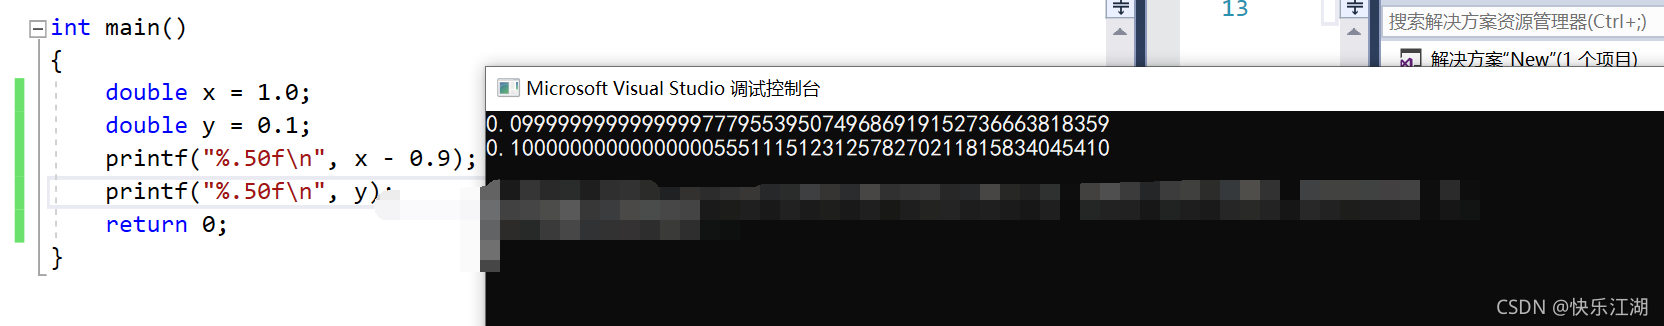 int main()
{
double x = 1.0;
double y = 0.1;
printf("%.50f\n", x - 0.9);
printf("%.50f\n", y);
return 0;
}
13
搜索解决方案资源管理器(Ctrl+;)
解决方案“New”(1 个项目)
Microsoft Visual Studio 调试控制台
0.09999999999999997779553950749686919152736663818359
0.10000000000000000555111512312578270211815834045410
CSDN @快乐江湖